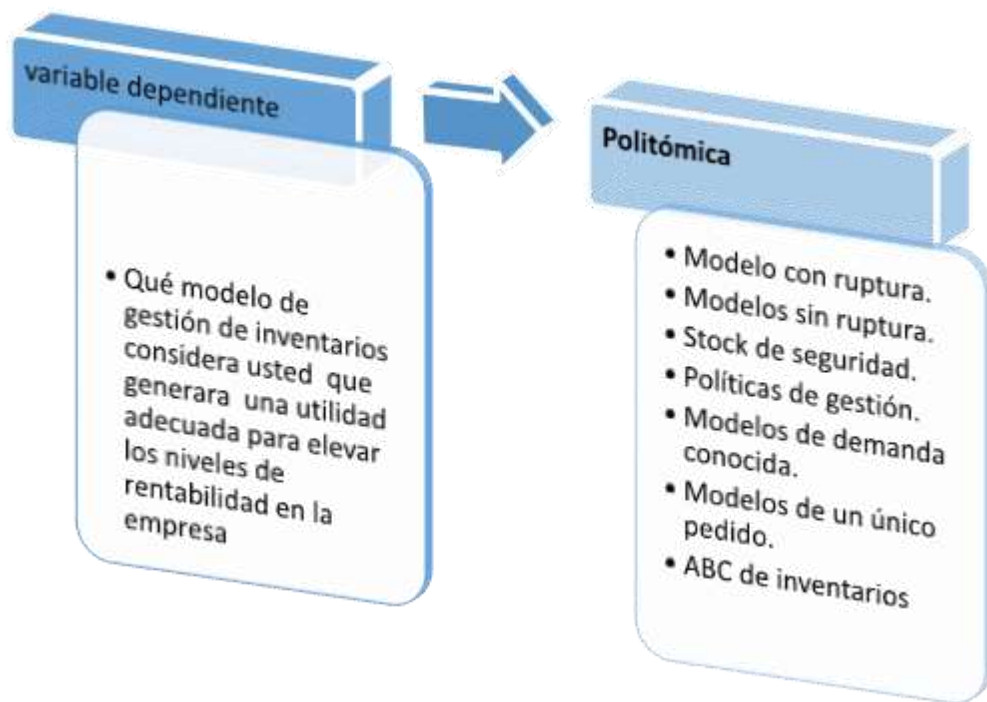 variable dependiente
• Qué modelo de
gestión de inventarios
considera usted que
generara una utilidad
adecuada para elevar
los niveles de
rentabilidad en la
empresa
Politómica
• Modelo con ruptura.
• Modelos sin ruptura.
• Stock de seguridad.
• Políticas de gestión.
• Modelos de demanda
conocida.
• Modelos de un único
pedido.
• ABC de inventarios